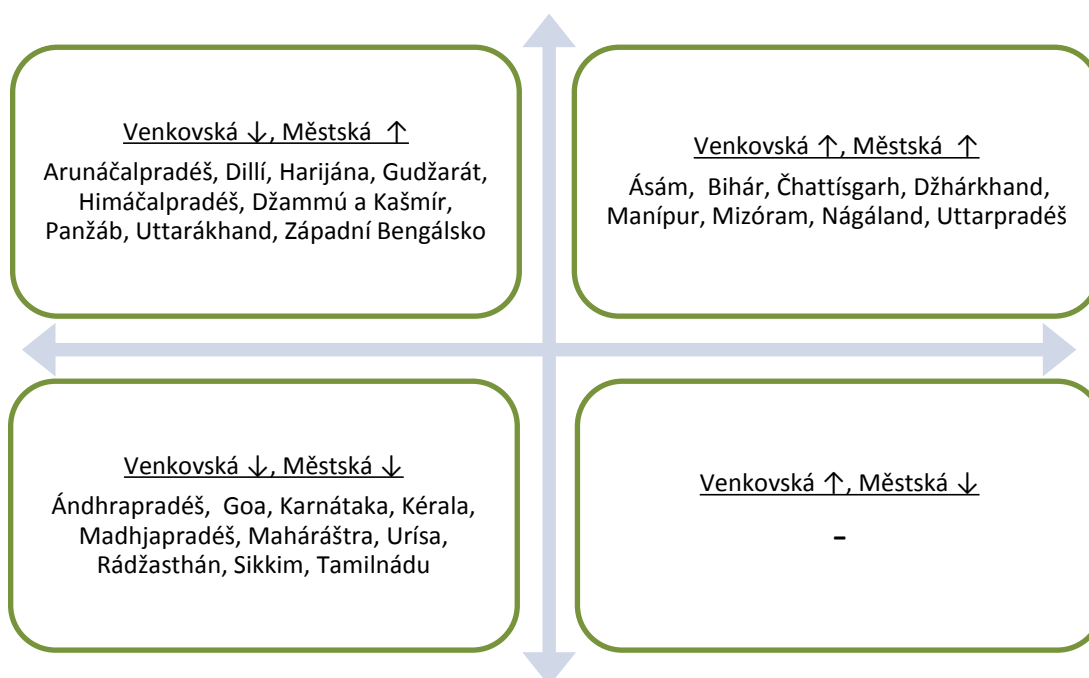 Venkovská ↓, Městská ↑
Arunáčalpradéš, Dillí, Harijána, Gudžarát,
Himáčalpradéš, Džammú a Kašmír,
Panžáb, Uttarákhand, Západní Bengálsko
Venkovská ↑, Městská ↑
Ásám, Bihár, Čhattísgarh, Džhárkhand,
Manípur, Mizóram, Nágáland, Uttarpradéš
Venkovská ↓, Městská ↓
Ándhrapradéš, Goa, Karnátaka, Kérala,
Madhjapradéš, Maháráštra, Urísa,
Rádžasthán, Sikkim, Tamilnádu
Venkovská ↑, Městská ↓
–